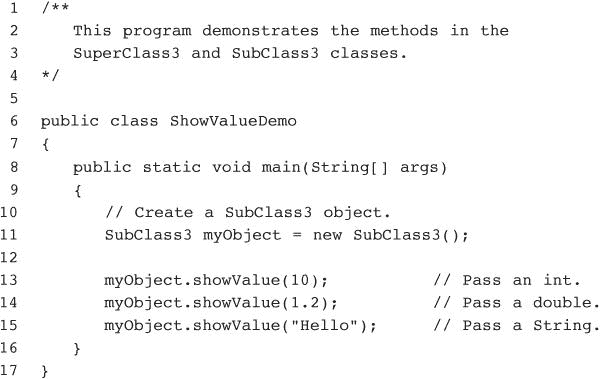 1 /**
2    This program demonstrates the methods in the
3    SuperClass3 and SubClass3 classes.
4 */
5
6 public class ShowValueDemo
7 {
8    public static void main(String[] args)
9    {
10       // Create a SubClass3 object.
11       SubClass3 myObject = new SubClass3();
12
13       myObject.showValue(10);          // Pass an int.
14       myObject.showValue(1.2);         // Pass a double.
15       myObject.showValue("Hello");     // Pass a String.
16    }
17 }